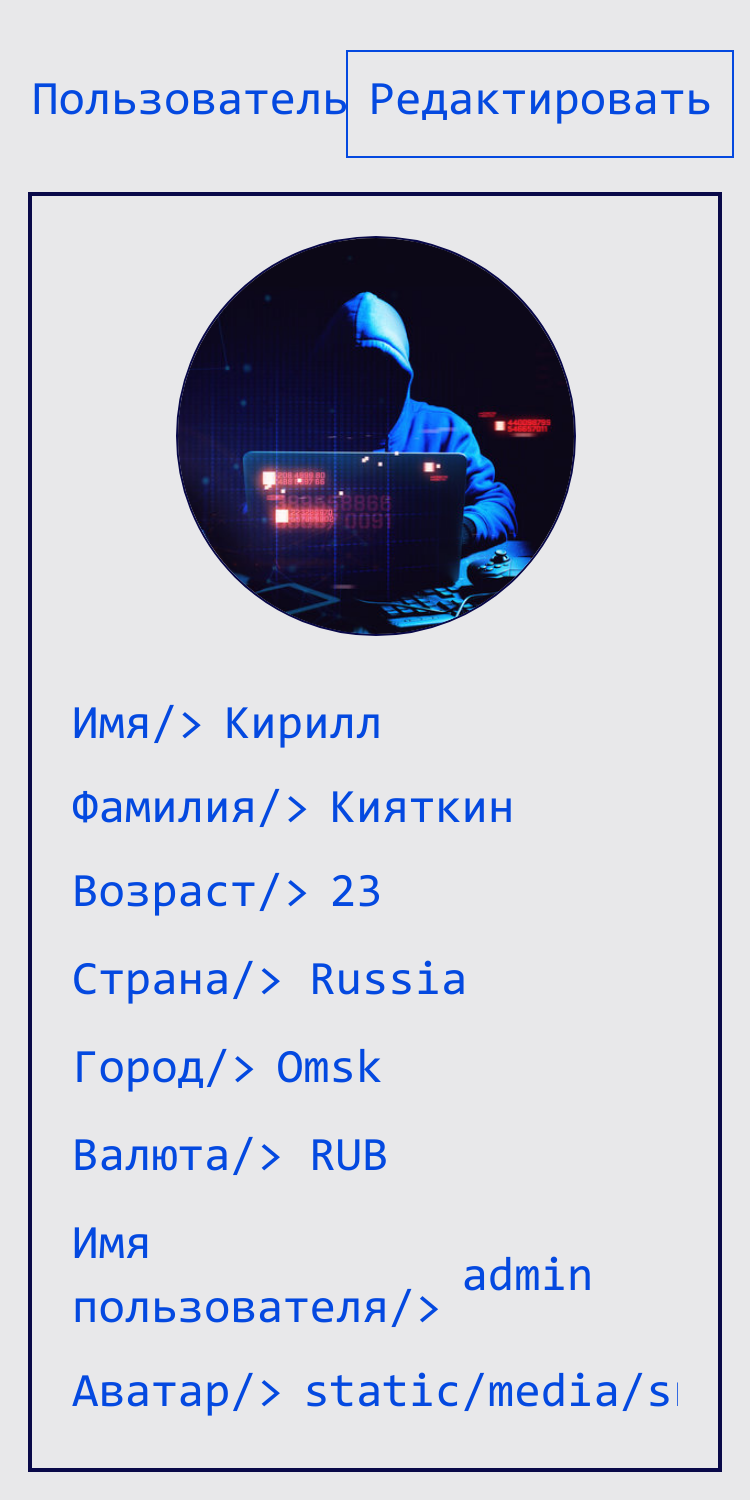 Пользователь Редактировать
Имя/> Кирилл
Фамилия/> Кияткин
Возраст/> 23
Страна/> Russia
Город/> Omsk
Валюта/> RUB
Имя
пользователя/> admin
Аватар/> static/media/s